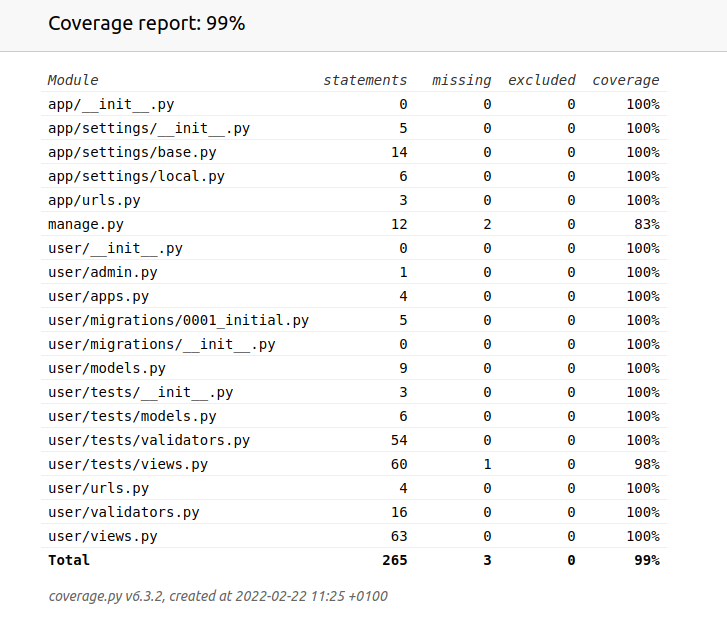 Coverage report: 99%
Module statements missing excluded coverage
app/__init__.py 0 0 0 100%
app/settings/__init__.py 5 0 0 100%
app/settings/base.py 14 0 0 100%
app/settings/local.py 6 0 0 100%
app/urls.py 3 0 0 100%
manage.py 12 2 0 83%
user/__init__.py 0 0 0 100%
user/admin.py 1 0 0 100%
user/apps.py 4 0 0 100%
user/migrations/0001_initial.py 5 0 0 100%
user/migrations/__init__.py 0 0 0 100%
user/models.py 9 0 0 100%
user/tests/__init__.py 3 0 0 100%
user/tests/models.py 6 0 0 100%
user/tests/validators.py 54 0 0 100%
user/tests/views.py 60 1 0 98%
user/urls.py 4 0 0 100%
user/validators.py 16 0 0 100%
user/views.py 63 0 0 100%
Total 265 3 0 99%
coverage.py v6.3.2, created at 2022-02-22 11:25 +0100